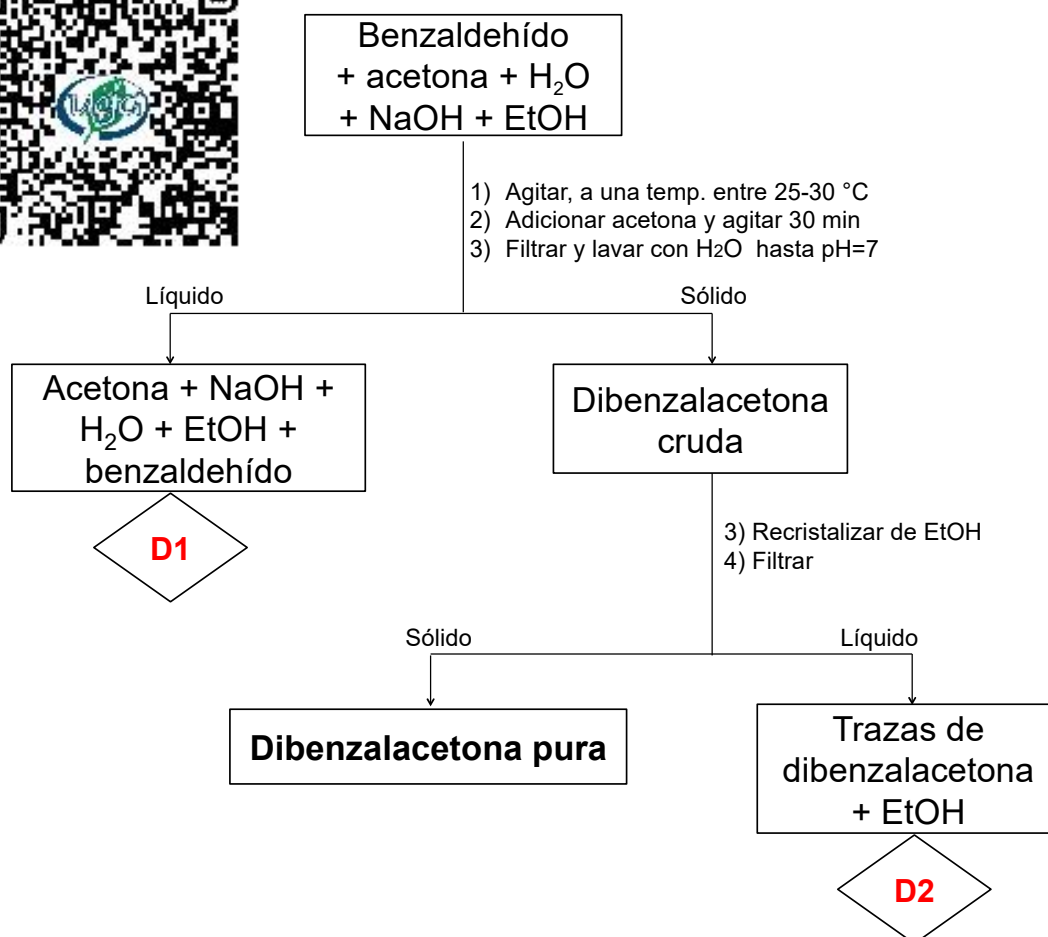 Benzaldehído
+ acetona + H₂O
+ NaOH + EtOH
1) Agitar, a una temp. entre 25-30 °C
2) Adicionar acetona y agitar 30 min
3) Filtrar y lavar con H2O hasta pH=7
Líquido
Sólido
Acetona + NaOH +
H₂O + EtOH +
benzaldehído
Dibenzalacetona
cruda
D1
3) Recristalizar de EtOH
4) Filtrar
Sólido
Líquido
Dibenzalacetona pura
Trazas de
dibenzalacetona
+ EtOH
D2